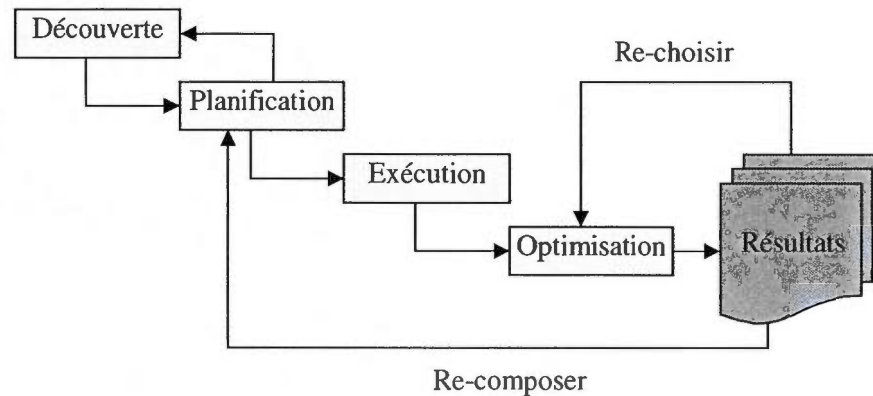 Découverte
Re-choisir
Planification
Exécution
Optimisation
Résultats
Re-composer